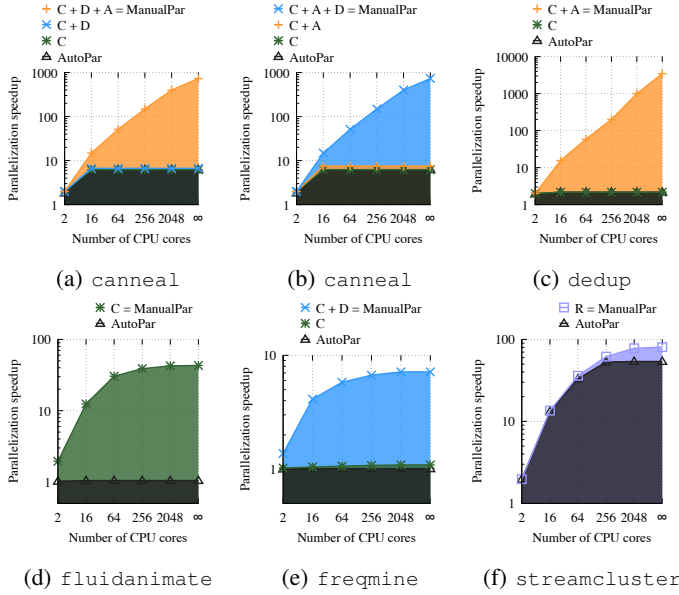 C + D + A = ManualPar
C + D
C
AutoPar
Parallelization speedup
1000
100
10
1
2 16 64 256 2048 ∞
Number of CPU cores
(a) canneal
C + A + D = ManualPar
C + A
C
AutoPar
Parallelization speedup
1000
100
10
1
2 16 64 256 2048 ∞
Number of CPU cores
(b) canneal
C + A = ManualPar
C
AutoPar
Parallelization speedup
10000
1000
100
10
1
2 16 64 256 2048 ∞
Number of CPU cores
(c) dedup
C = ManualPar
AutoPar
Parallelization speedup
100
10
1
2 16 64 256 2048 ∞
Number of CPU cores
(d) fluidanimate
C + D = ManualPar
C
AutoPar
Parallelization speedup
10
1
2 16 64 256 2048 ∞
Number of CPU cores
(e) freqmine
R = ManualPar
AutoPar
Parallelization speedup
100
10
1
2 16 64 256 2048 ∞
Number of CPU cores
(f) streamcluster